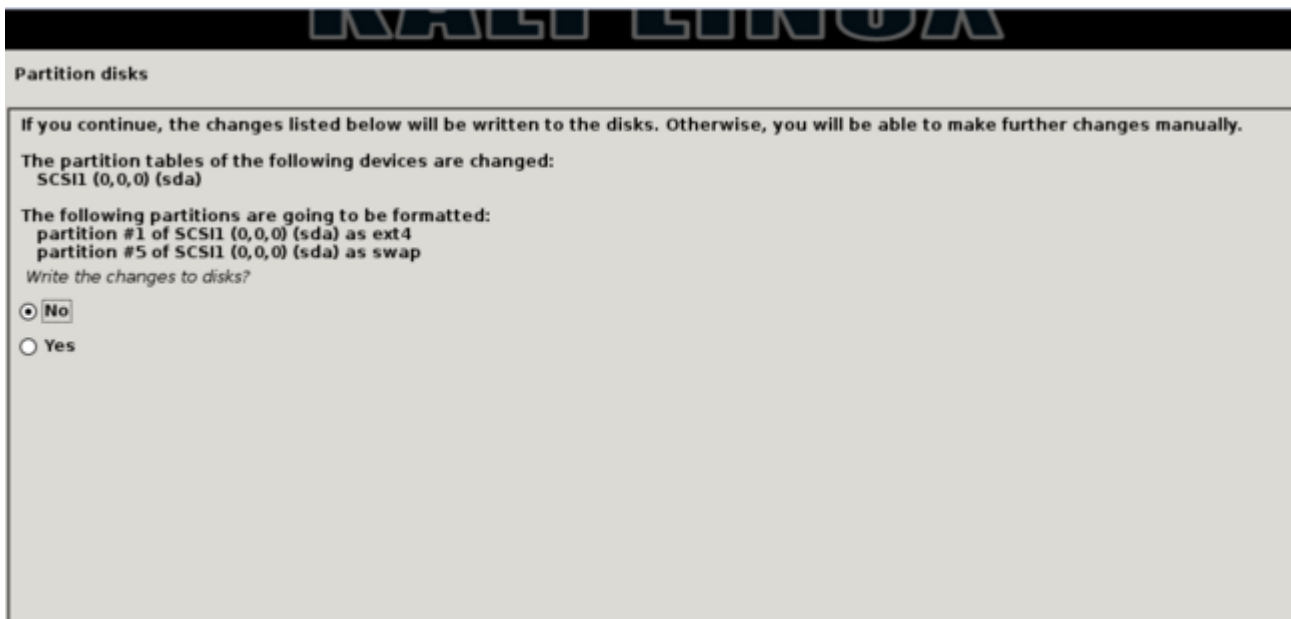 KALI LINUX
Partition disks
If you continue, the changes listed below will be written to the disks. Otherwise, you will be able to make further changes manually.
The partition tables of the following devices are changed:
SCSI1 (0,0,0) (sda)
The following partitions are going to be formatted:
partition #1 of SCSI1 (0,0,0) (sda) as ext4
partition #5 of SCSI1 (0,0,0) (sda) as swap
Write the changes to disks?
No
Yes